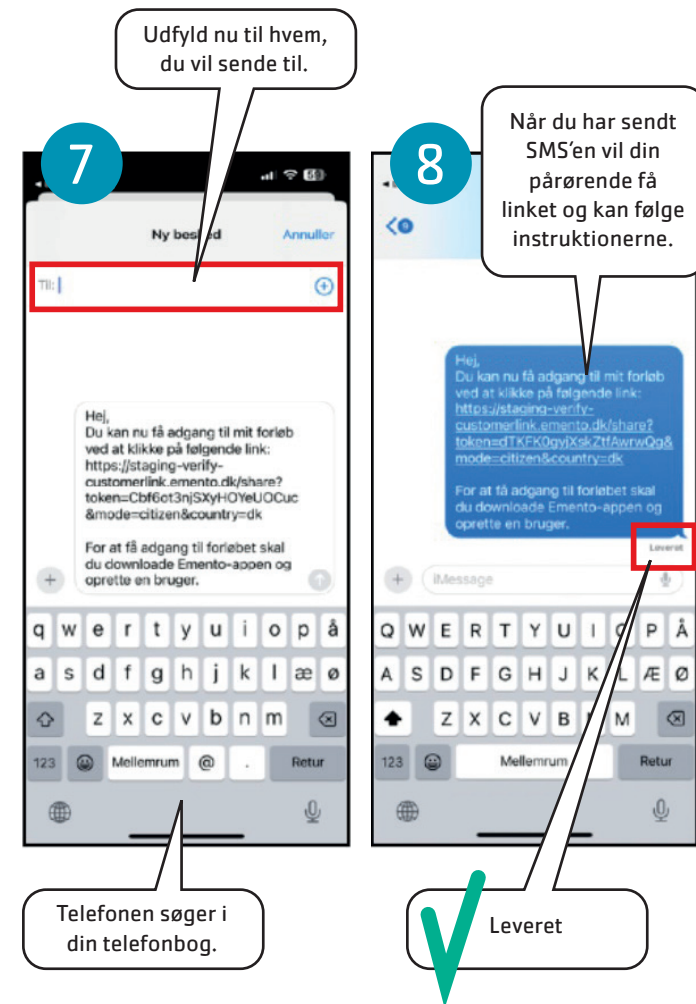 Udfyld nu til hvem,
du vil sende til.
7
Ny besked
Annuller
Til:
Hej,
Du kan nu få adgang til mit forløb
ved at klikke på følgende link:
https://staging-verify-
customerlink.emento.dk/share?
token=Cbf6ot3njSXyHOYeUOCuc
&mode=citizen&country=dk
For at få adgang til forløbet skal
du downloade Emento-appen og
oprette en bruger.
q w e r t y u i o p å
a s d f g h j k l æ ø
z x c v b n m
123 Mellemrum @ . Retur
Telefonen søger i
din telefonbog.
8
Når du har sendt
SMS’en vil din
pårørende få
linket og kan følge
instruktionerne.
Hej,
Du kan nu få adgang til mit forløb
ved at klikke på følgende link:
https://staging-verify-
customerlink.emento.dk/share?
token=dTKFK0gyjXskZtfAwrwQg&
mode=citizen&country=dk
For at få adgang til forløbet skal
du downloade Emento-appen og
oprette en bruger.
Leveret
iMessage
Q W E R T Y U I O P Å
A S D F G H J K L Æ Ø
Z X C V B N M
123 Mellemrum Retur
Leveret